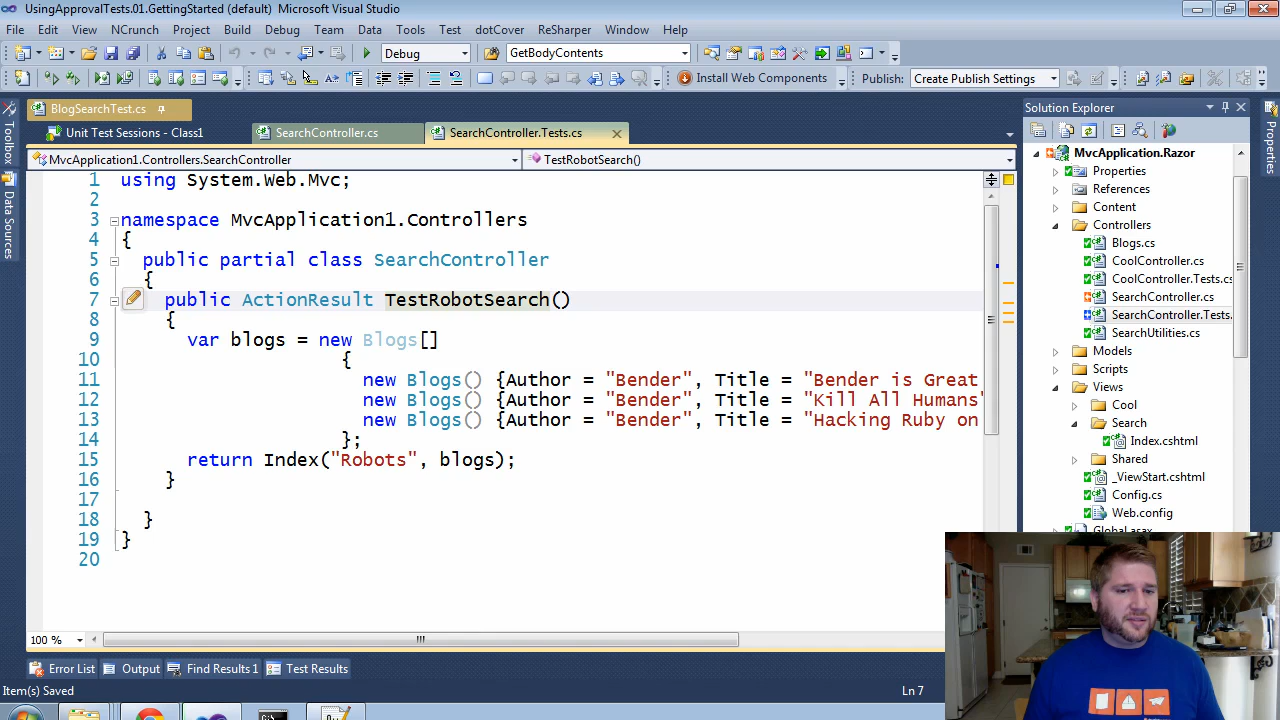 UsingApprovalTests.01.GettingStarted (default) - Microsoft Visual Studio
File Edit View NCrunch Project Build Debug Team Data Tools Test dotCover ReSharper Window Help
Debug GetBodyContents
Install Web Components Publish: Create Publish Settings
BlogSearchTest.cs
Unit Test Sessions - Class1 SearchController.cs SearchController.Tests.cs
MvcApplication1.Controllers.SearchController TestRobotSearch()
1 using System.Web.Mvc;
2
3 namespace MvcApplication1.Controllers
4 {
5 public partial class SearchController
6 {
7 public ActionResult TestRobotSearch()
8 {
9 var blogs = new Blogs[]
10 {
11 new Blogs() {Author = "Bender", Title = "Bender is Great
12 new Blogs() {Author = "Bender", Title = "Kill All Humans"
13 new Blogs() {Author = "Bender", Title = "Hacking Ruby on
14 };
15 return Index("Robots", blogs);
16 }
17
18 }
19 }
20
100 %
Toolbox
Data Sources
Solution Explorer
MvcApplication.Razor
Properties
References
Content
Controllers
Blogs.cs
CoolController.cs
CoolController.Tests.cs
SearchController.cs
SearchController.Tests.
SearchUtilities.cs
Models
Scripts
Views
Cool
Search
Index.cshtml
Shared
_ViewStart.cshtml
Config.cs
Web.config
Global.asax
Properties
Error List Output Find Results 1 Test Results
Item(s) Saved Ln 7